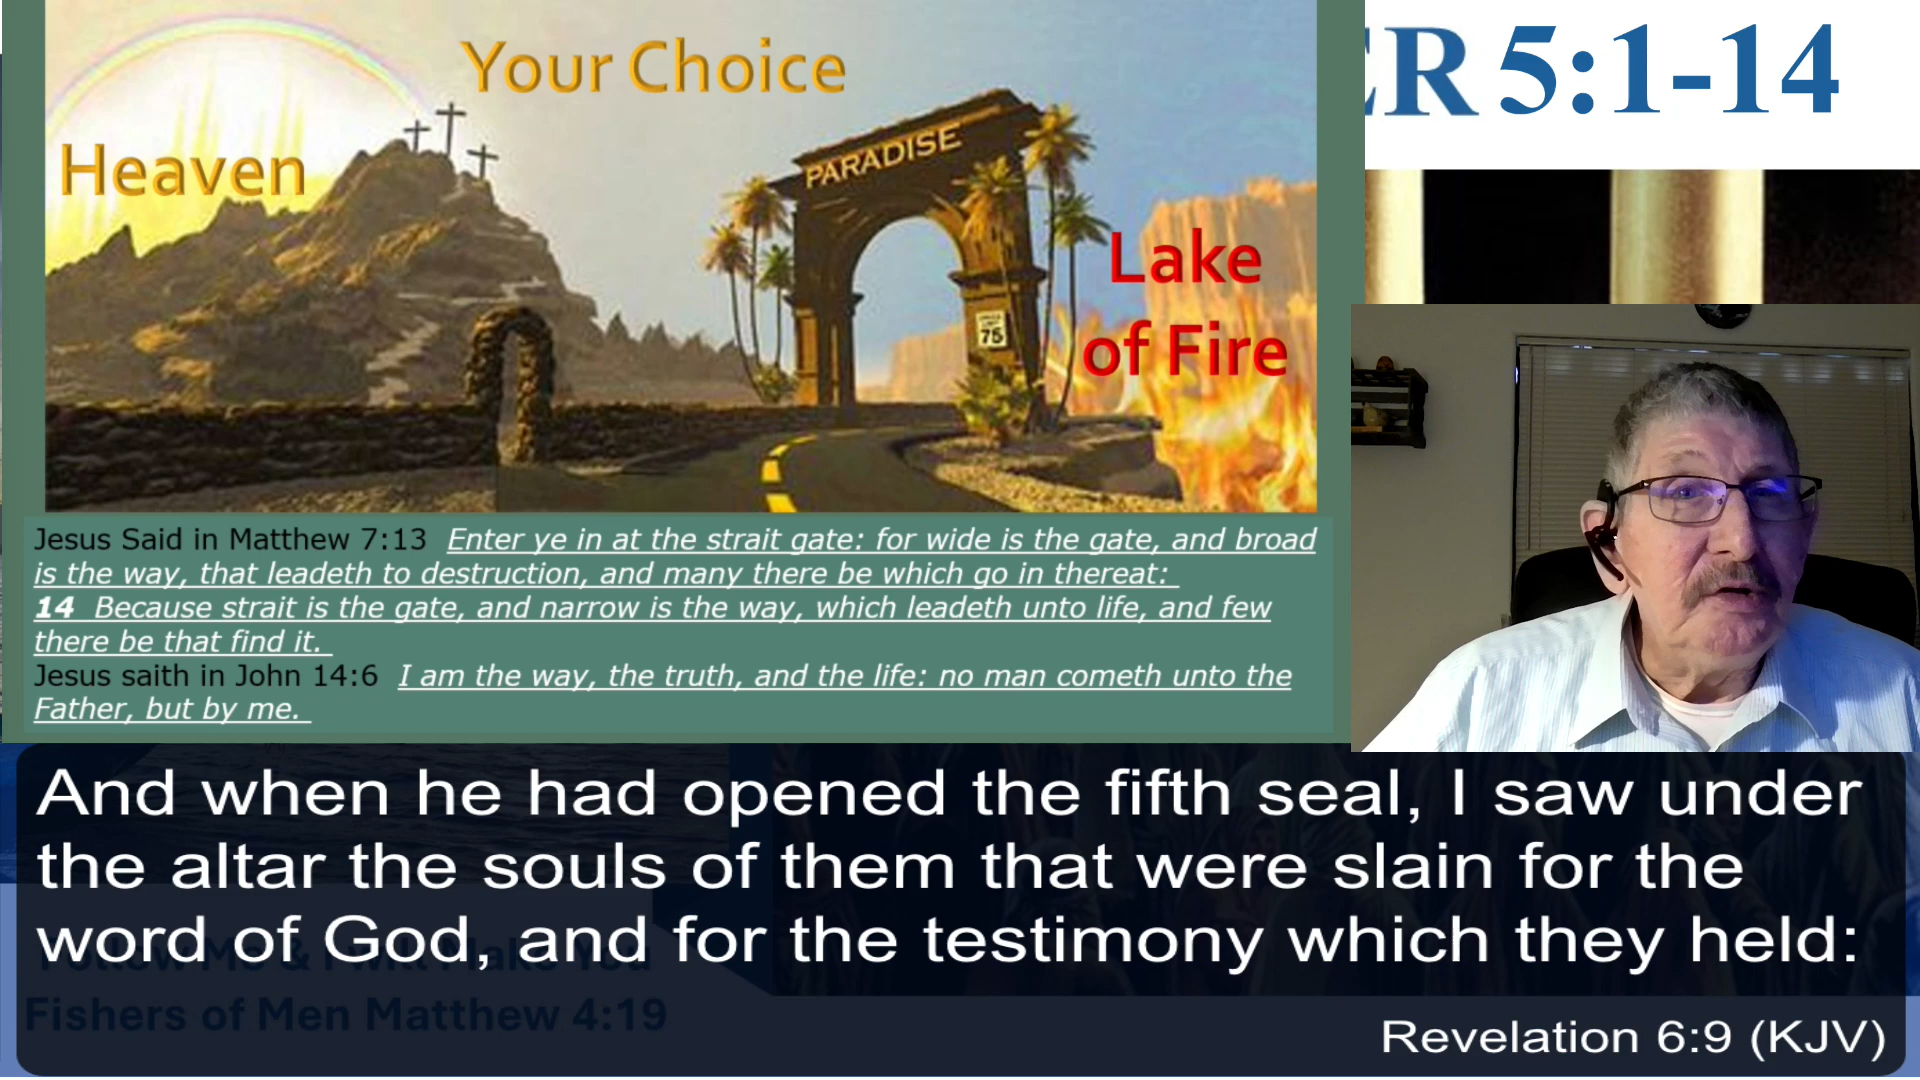 Your Choice
Heaven
PARADISE
Lake
of Fire
75
ER 5:1-14
Jesus Said in Matthew 7:13 Enter ye in at the strait gate: for wide is the gate, and broad
is the way, that leadeth to destruction, and many there be which go in thereat:
14 Because strait is the gate, and narrow is the way, which leadeth unto life, and few
there be that find it.
Jesus saith in John 14:6 I am the way, the truth, and the life: no man cometh unto the
Father, but by me.
And when he had opened the fifth seal, I saw under
the altar the souls of them that were slain for the
word of God, and for the testimony which they held:
Follow Me & I will Make You
Fishers of Men Matthew 4:19
Revelation 6:9 (KJV)